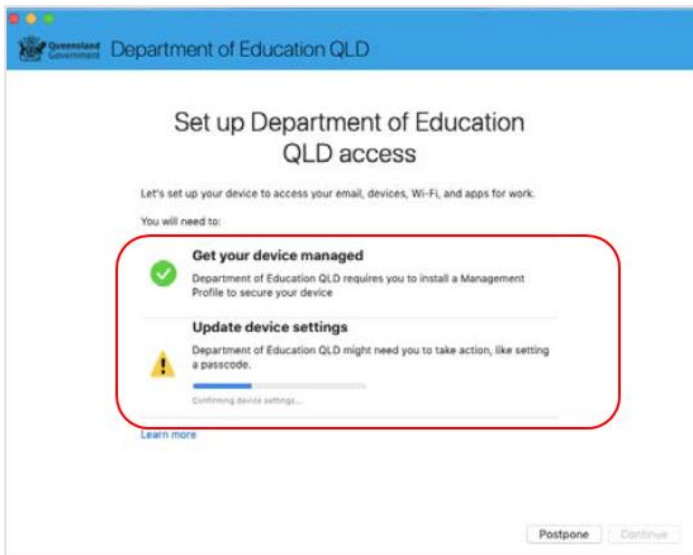 Queensland
Government
Department of Education QLD
Set up Department of Education
QLD access
Let's set up your device to access your email, devices, Wi-Fi, and apps for work.
You will need to:
Get your device managed
Department of Education QLD requires you to install a Management
Profile to secure your device
Update device settings
Department of Education QLD might need you to take action, like setting
a passcode.
Confirming device settings...
Learn more
Postpone
Continue